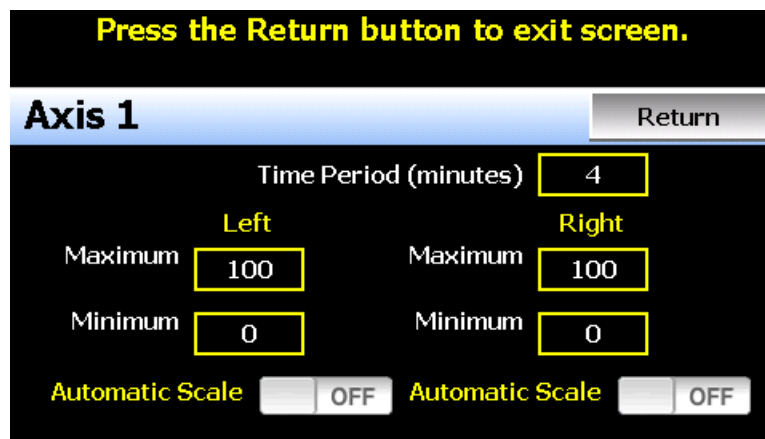 Press the Return button to exit screen.
Axis 1 Return
Time Period (minutes) 4
Left Right
Maximum 100 Maximum 100
Minimum 0 Minimum 0
Automatic Scale OFF Automatic Scale OFF